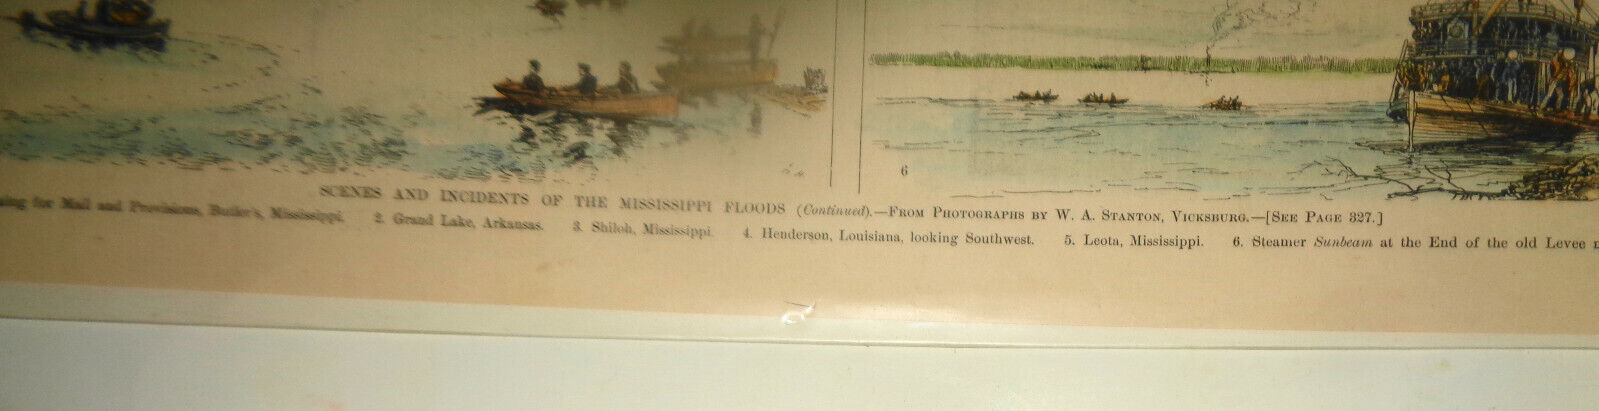 6
SCENES AND INCIDENTS OF THE MISSISSIPPI FLOODS (Continued).—FROM PHOTOGRAPHS BY W. A. STANTON, VICKSBURG.—[SEE PAGE 327.]
for Mail and Provisions, Butler's, Mississippi. 2. Grand Lake, Arkansas. 3. Shiloh, Mississippi. 4. Henderson, Louisiana, looking Southwest. 5. Leota, Mississippi. 6. Steamer Sunbeam at the End of the old Levee